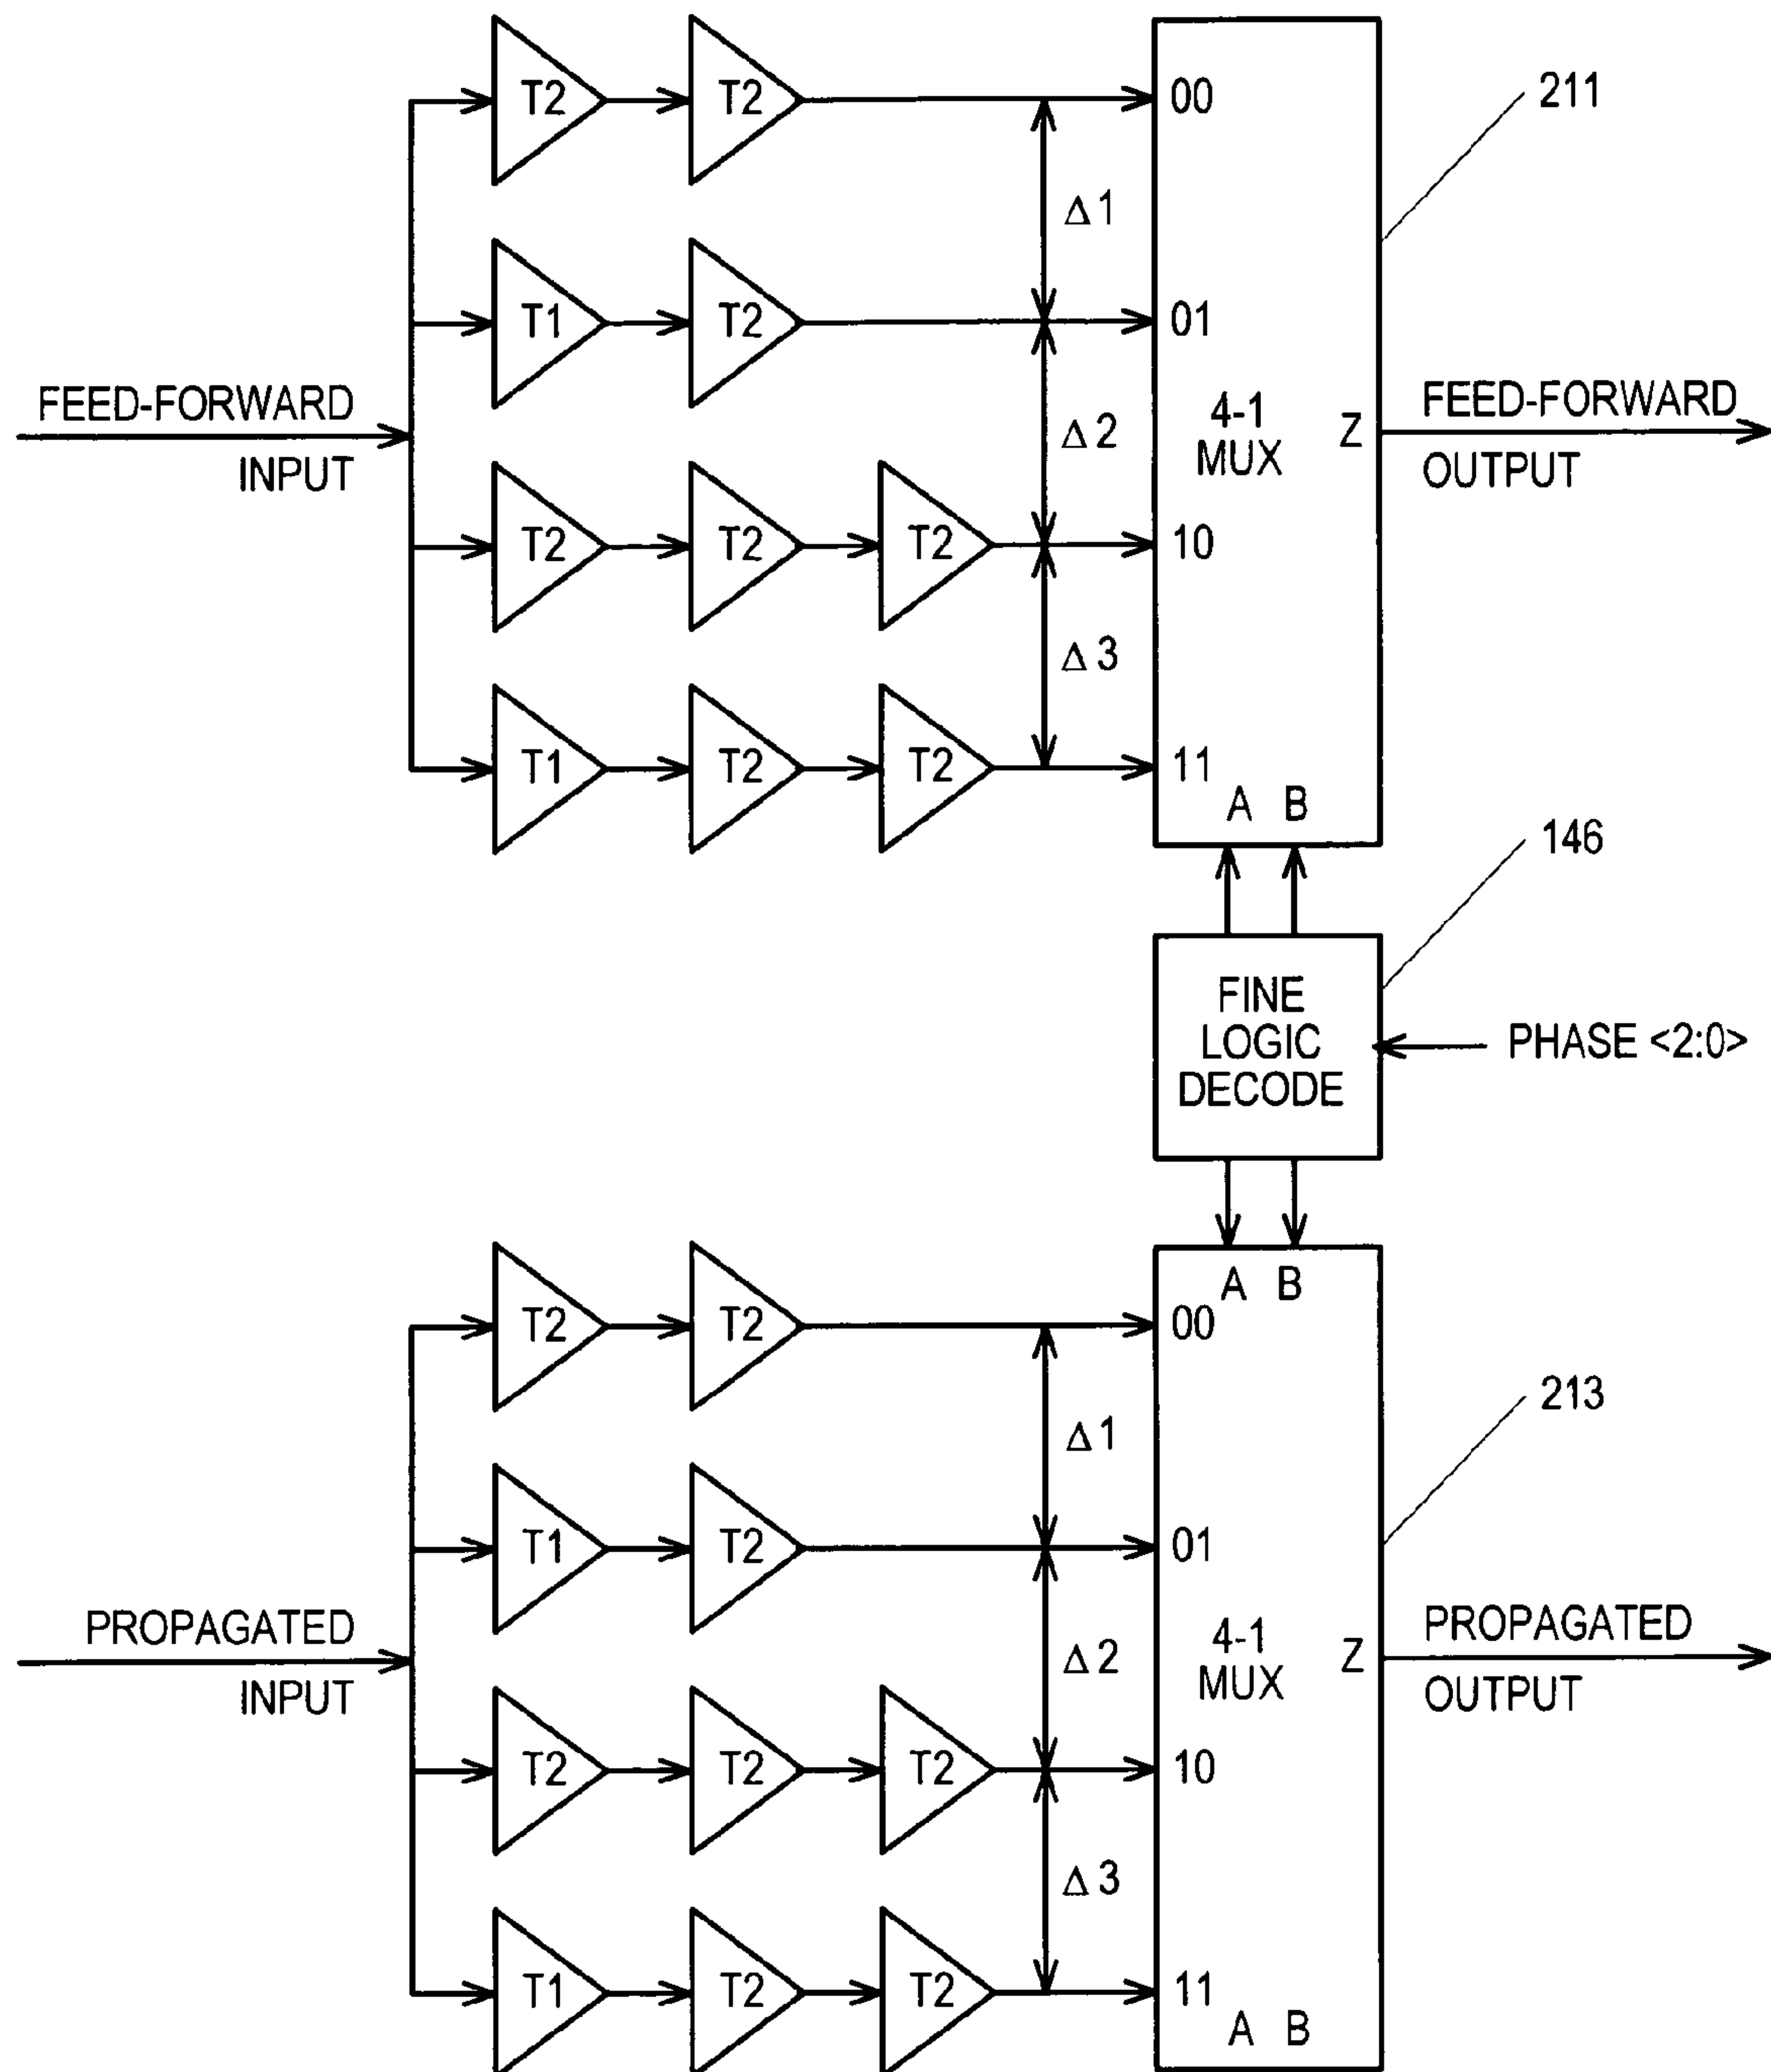 T2 T2 00 211
Δ1
T1 T2 01
FEED-FORWARD INPUT
Δ2
4-1
MUX
Z
FEED-FORWARD
OUTPUT
T2 T2 T2 10
Δ3
T1 T2 T2 11
A B
146
FINE
LOGIC
DECODE
PHASE <2:0>
A B
T2 T2 00
213
Δ1
T1 T2 01
PROPAGATED
INPUT
Δ2
4-1
MUX
Z
PROPAGATED
OUTPUT
T2 T2 T2 10
Δ3
T1 T2 T2 11
A B